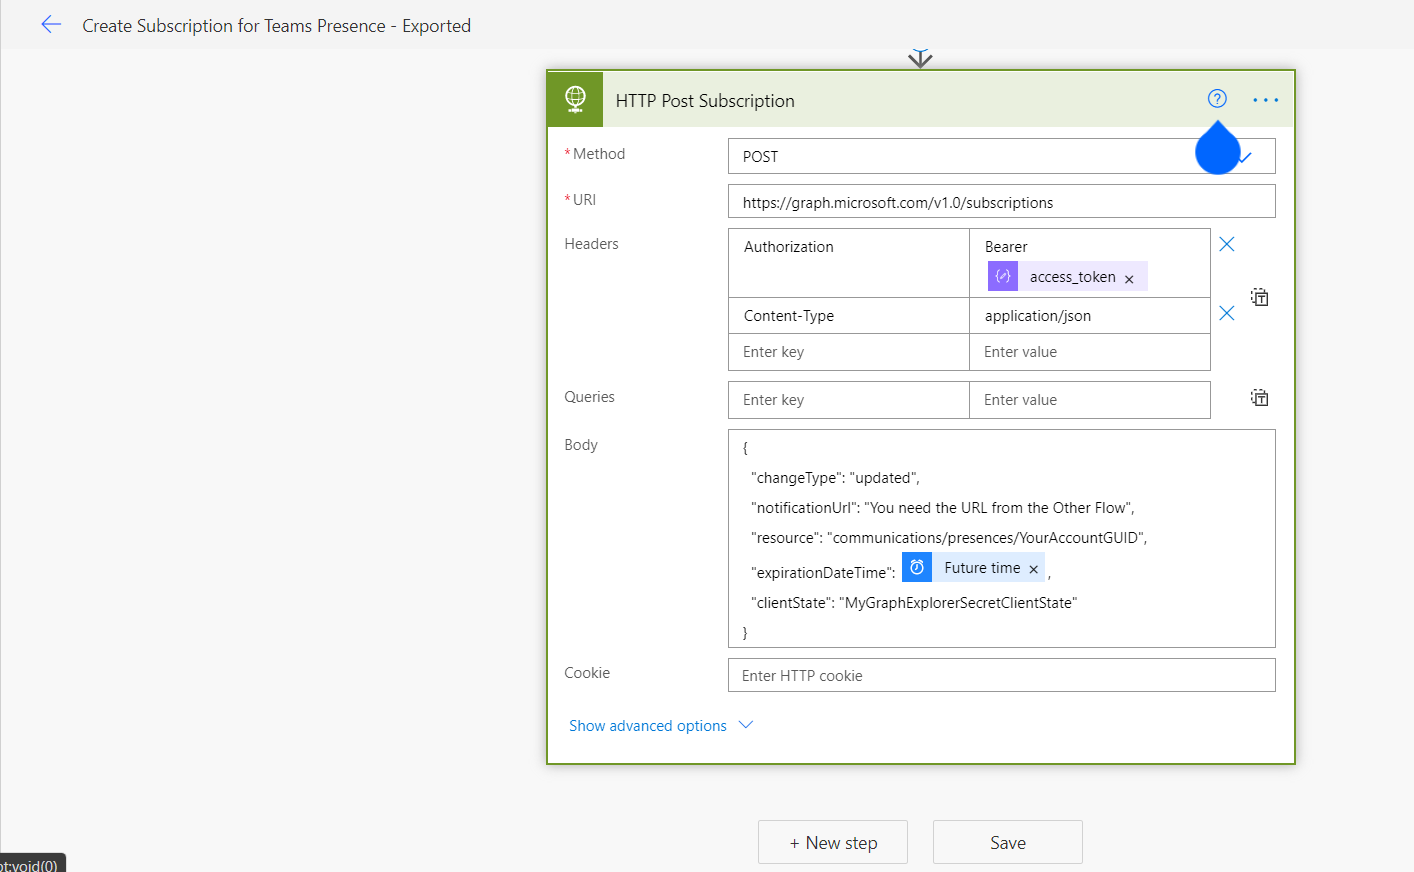 Create Subscription for Teams Presence - Exported
HTTP Post Subscription
* Method
POST
* URI
https://graph.microsoft.com/v1.0/subscriptions
Headers
Authorization
Bearer
access_token
Content-Type
application/json
Enter key
Enter value
Queries
Enter key
Enter value
Body
{
"changeType": "updated",
"notificationUrl": "You need the URL from the Other Flow",
"resource": "communications/presences/YourAccountGUID",
"expirationDateTime": Future time ,
"clientState": "MyGraphExplorerSecretClientState"
}
Cookie
Enter HTTP cookie
Show advanced options
+ New step
Save
pt:void(0)